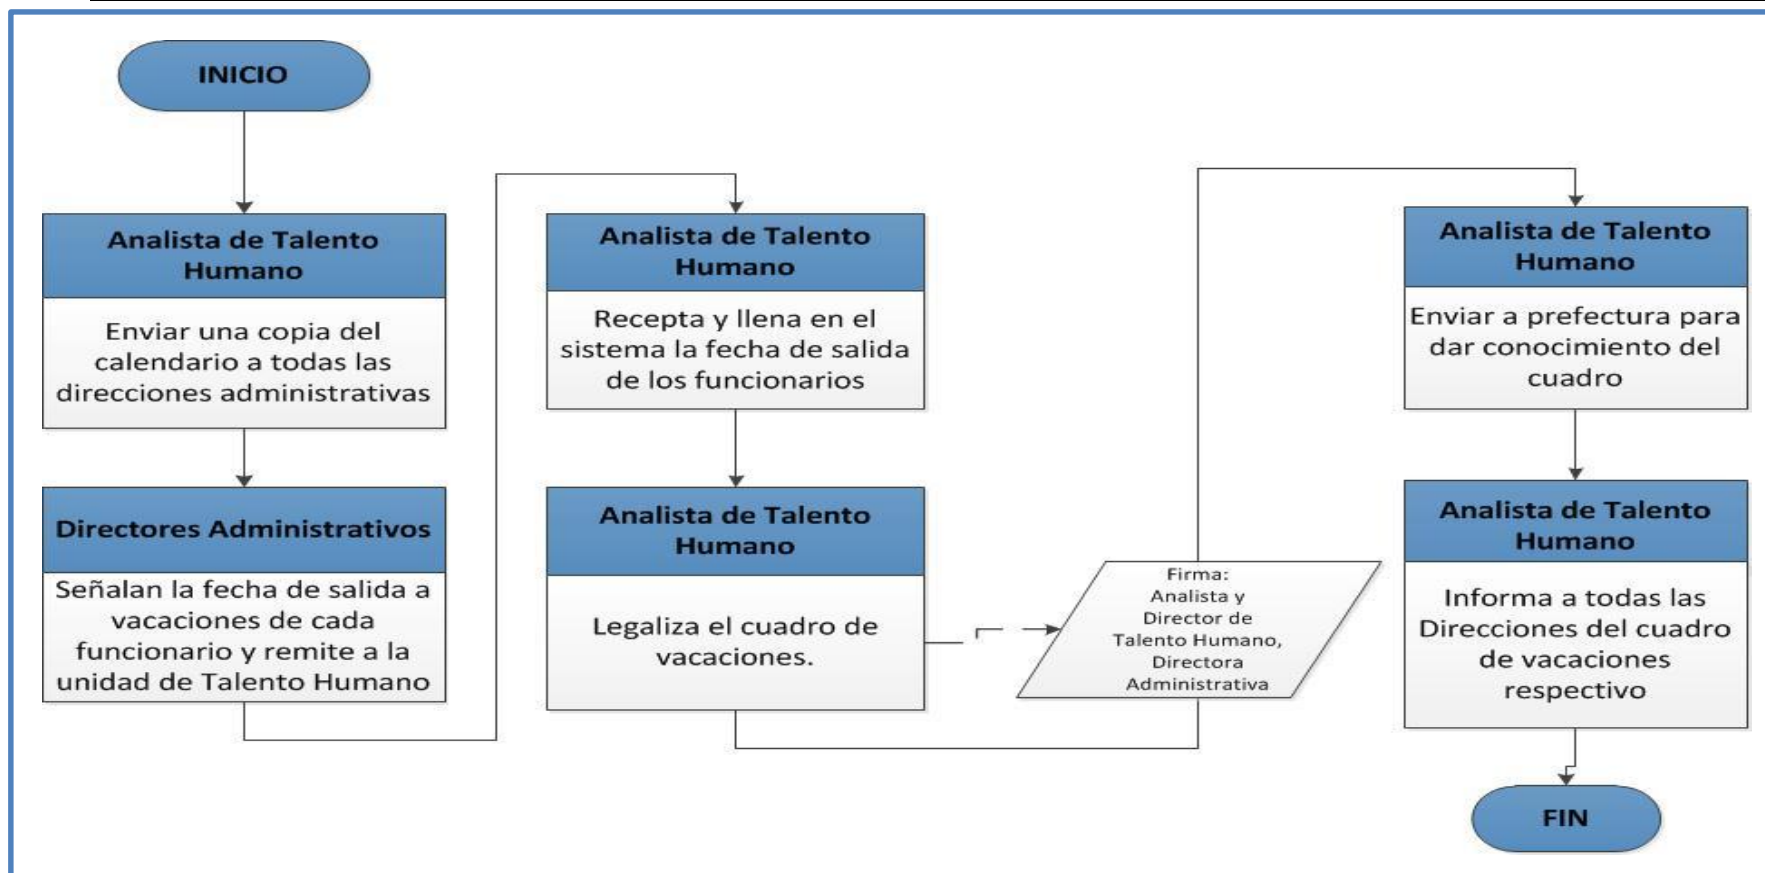 INICIO
Analista de Talento
Humano
Enviar una copia del
calendario a todas las
direcciones administrativas
Directores Administrativos
Señalan la fecha de salida a
vacaciones de cada
funcionario y remite a la
unidad de Talento Humano
Analista de Talento
Humano
Recepta y llena en el
sistema la fecha de salida
de los funcionarios
Analista de Talento
Humano
Legaliza el cuadro de
vacaciones.
Firma:
Analista y
Director de
Talento Humano,
Directora
Administrativa
Analista de Talento
Humano
Enviar a prefectura para
dar conocimiento del
cuadro
Analista de Talento
Humano
Informa a todas las
Direcciones del cuadro
de vacaciones
respectivo
FIN